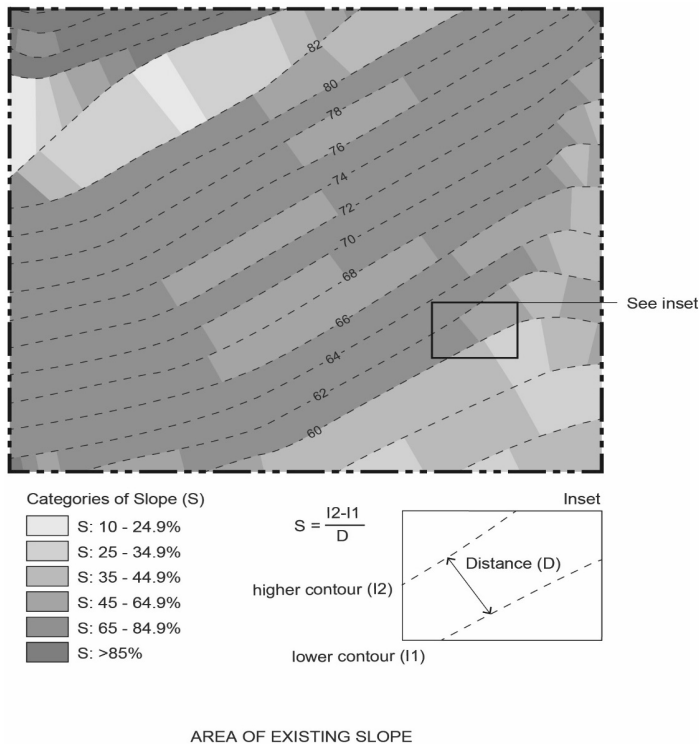 82
80
78
76
74
72
70
68
66
64
62
60
See inset
Categories of Slope (S)
S: 10 - 24.9%
S: 25 - 34.9%
S: 35 - 44.9%
S: 45 - 64.9%
S: 65 - 84.9%
S: >85%
S = I2-I1
D
Inset
Distance (D)
higher contour (I2)
lower contour (I1)
AREA OF EXISTING SLOPE